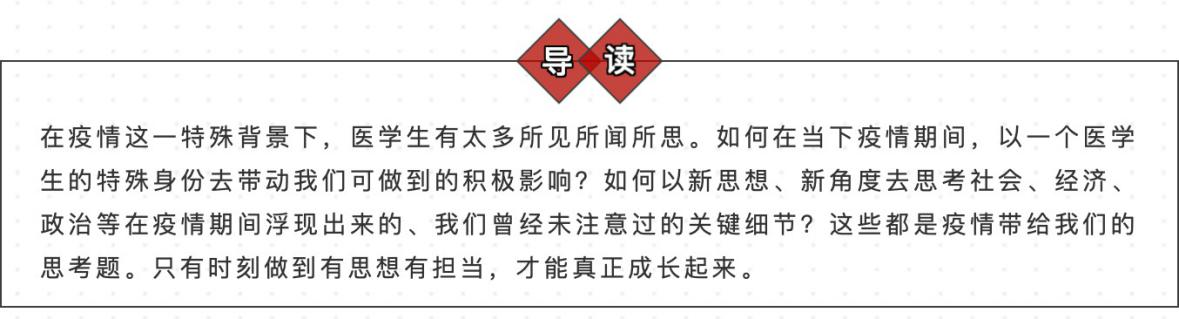 导读
在疫情这一特殊背景下，医学生有太多所见所闻所思。如何在当下疫情期间，以一个医学
生的特殊身份去带动我们可做到的积极影响？如何以新思想、新角度去思考社会、经济、
政治等在疫情期间浮现出来的、我们曾经未注意过的关键细节？这些都是疫情带给我们的
思考题。只有时刻做到有思想有担当，才能真正成长起来。